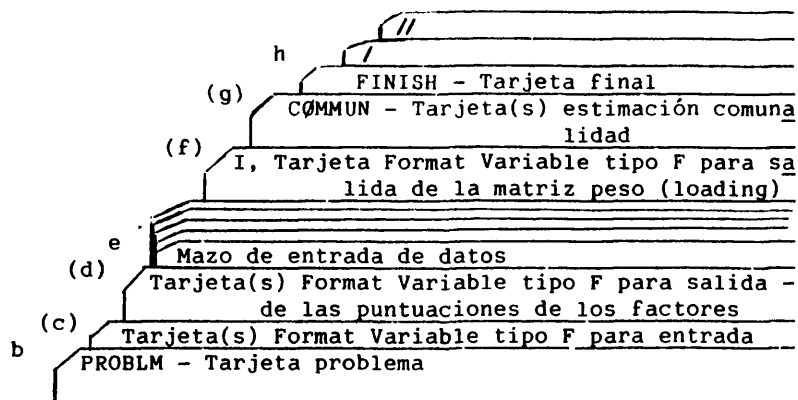 //
h /
FINISH - Tarjeta final
(g) CØMMUN - Tarjeta(s) estimación comuna
lidad
(f) I, Tarjeta Format Variable tipo F para sa
lida de la matriz peso (loading)
e Mazo de entrada de datos
(d) Tarjeta(s) Format Variable tipo F para salida -
de las puntuaciones de los factores
(c) Tarjeta(s) Format Variable tipo F para entrada
b PROBLM - Tarjeta problema